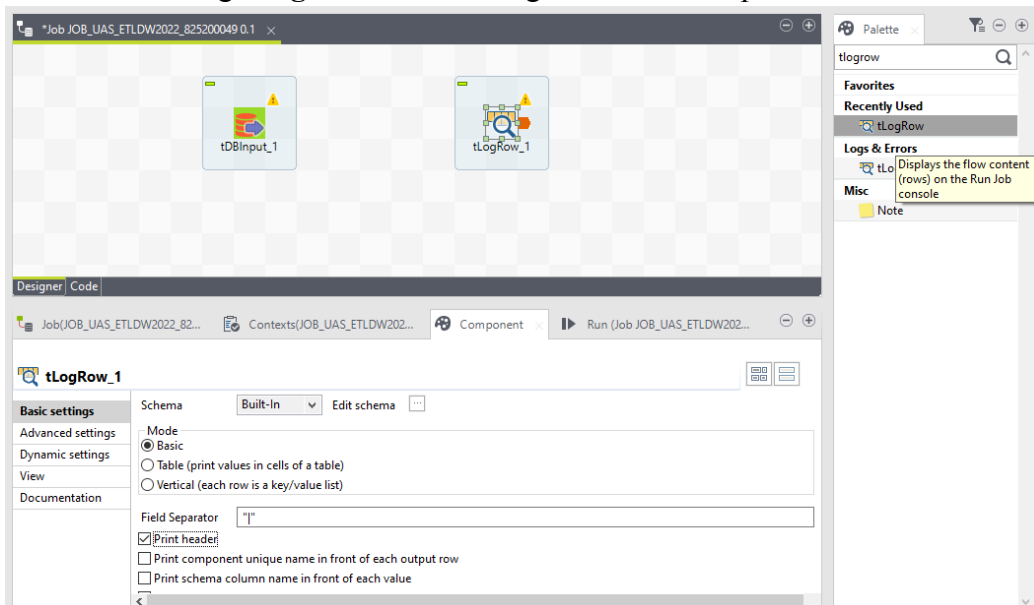 *Job JOB_UAS_ETLDW2022_825200049 0.1
tDBInput_1
tLogRow_1
Designer Code
Palette
tlogrow
Favorites
Recently Used
tLogRow
Logs & Errors
tLo
Displays the flow content
(rows) on the Run Job
console
Misc
Note
Job(JOB_UAS_ETLDW2022_82...
Contexts(JOB_UAS_ETLDW202...
Component
Run (Job JOB_UAS_ETLDW202...
tLogRow_1
Basic settings
Advanced settings
Dynamic settings
View
Documentation
Schema Built-In Edit schema ...
Mode
Basic
Table (print values in cells of a table)
Vertical (each row is a key/value list)
Field Separator "|"
Print header
Print component unique name in front of each output row
Print schema column name in front of each value